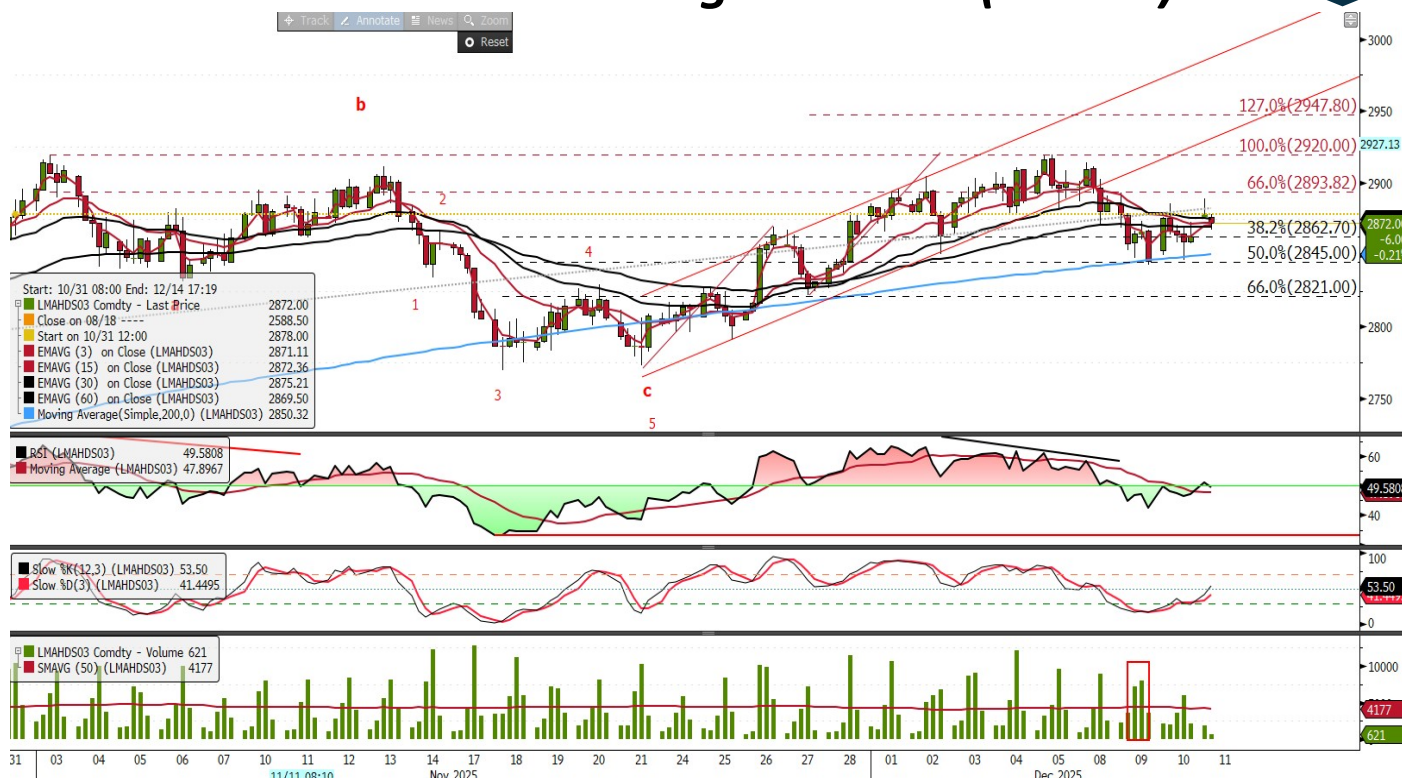 Track Annotate News Zoom
Reset
b
2
4
1
3
c
5
a
127.0%(2947.80)
100.0%(2920.00)
66.0%(2893.82)
38.2%(2862.70)
50.0%(2845.00)
66.0%(2821.00)
3000
2950
2927.13
2900
2872.00
-6.00
-0.21%
2800
2750
Start: 10/31 08:00 End: 12/14 17:19
LMAHDS03 Comdty - Last Price 2872.00
Close on 08/18 ---- 2588.50
Start on 10/31 12:00 2878.00
EMAVG (3) on Close (LMAHDS03) 2871.11
EMAVG (15) on Close (LMAHDS03) 2872.36
EMAVG (30) on Close (LMAHDS03) 2875.21
EMAVG (60) on Close (LMAHDS03) 2869.50
Moving Average(Simple,200,0) (LMAHDS03) 2850.32
RSI (LMAHDS03) 49.5808
Moving Average (LMAHDS03) 47.8967
60
49.5808
40
Slow %K(12,3) (LMAHDS03) 53.50
Slow %D(3) (LMAHDS03) 41.4495
100
53.50
0
LMAHDS03 Comdty - Volume 621
SMAVG (50) (LMAHDS03) 4177
10000
4177
621
31 03 04 05 06 07 10 11 12 13 14 17 18 19 20 21 24 25 26 27 28 01 02 03 04 05 08 09 10 11
11/11 08:10 Nov 2025 Dec 2025